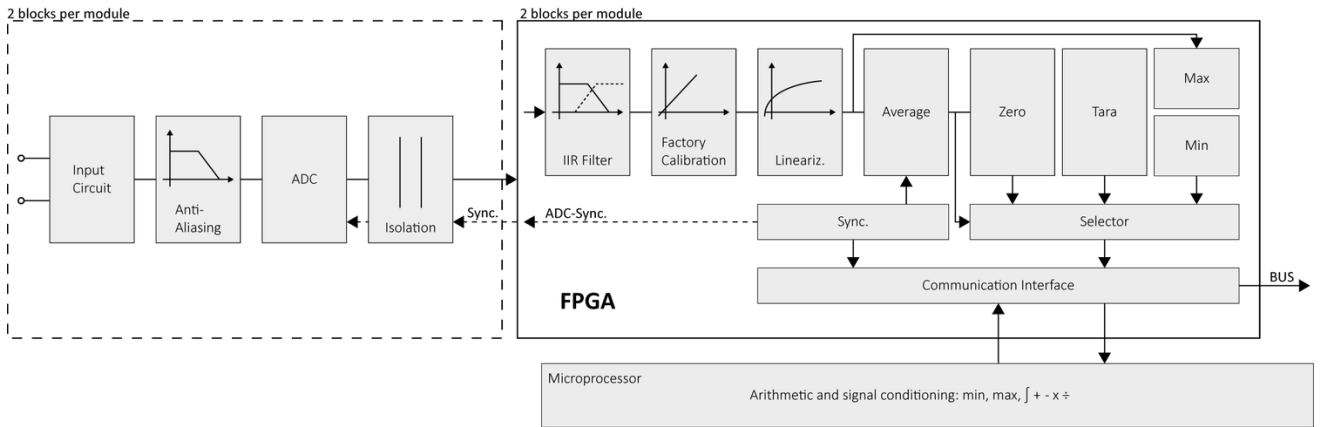 2 blocks per module
2 blocks per module
Input
Circuit
Anti-
Aliasing
ADC
Isolation
Sync.
ADC-Sync.
IIR Filter
Factory
Calibration
Lineariz.
Average
Zero
Tara
Max
Min
Sync.
Selector
Communication Interface
BUS
FPGA
Microprocessor
Arithmetic and signal conditioning: min, max, ∫ + - x ÷